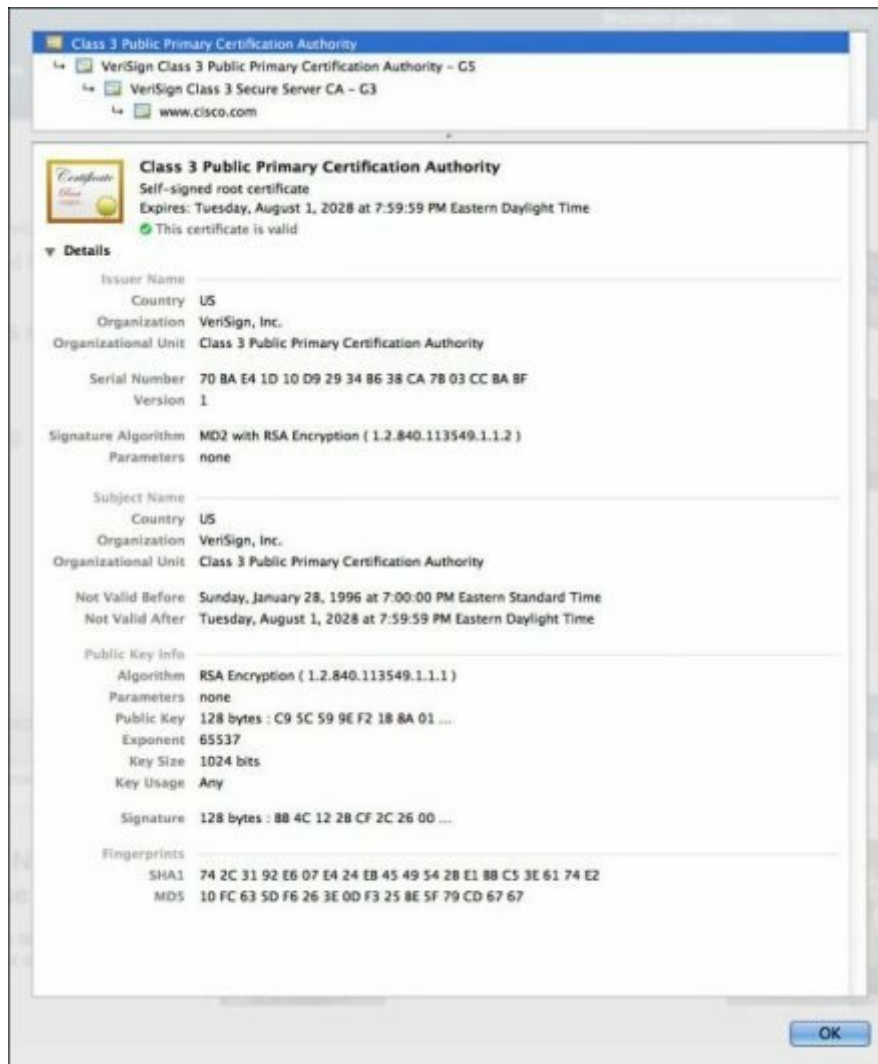 Class 3 Public Primary Certification Authority
VeriSign Class 3 Public Primary Certification Authority - G5
VeriSign Class 3 Secure Server CA - G3
www.cisco.com
Certificate
Class 3 Public Primary Certification Authority
Self-signed root certificate
Expires: Tuesday, August 1, 2028 at 7:59:59 PM Eastern Daylight Time
This certificate is valid
Details
Issuer Name
Country US
Organization VeriSign, Inc.
Organizational Unit Class 3 Public Primary Certification Authority
Serial Number 70 BA E4 1D 10 D9 29 34 B6 38 CA 7B 03 CC BA BF
Version 1
Signature Algorithm MD2 with RSA Encryption ( 1.2.840.113549.1.1.2 )
Parameters none
Subject Name
Country US
Organization VeriSign, Inc.
Organizational Unit Class 3 Public Primary Certification Authority
Not Valid Before Sunday, January 28, 1996 at 7:00:00 PM Eastern Standard Time
Not Valid After Tuesday, August 1, 2028 at 7:59:59 PM Eastern Daylight Time
Public Key Info
Algorithm RSA Encryption ( 1.2.840.113549.1.1.1 )
Parameters none
Public Key 128 bytes : C9 5C 59 9E F2 1B 8A 01 ...
Exponent 65537
Key Size 1024 bits
Key Usage Any
Signature 128 bytes : BB 4C 12 2B CF 2C 26 00 ...
Fingerprints
SHA1 74 2C 31 92 E6 07 E4 24 EB 45 49 54 2B E1 BB C5 3E 61 74 E2
MD5 10 FC 63 5D F6 26 3E 0D F3 25 BE 5F 79 CD 67 67
OK